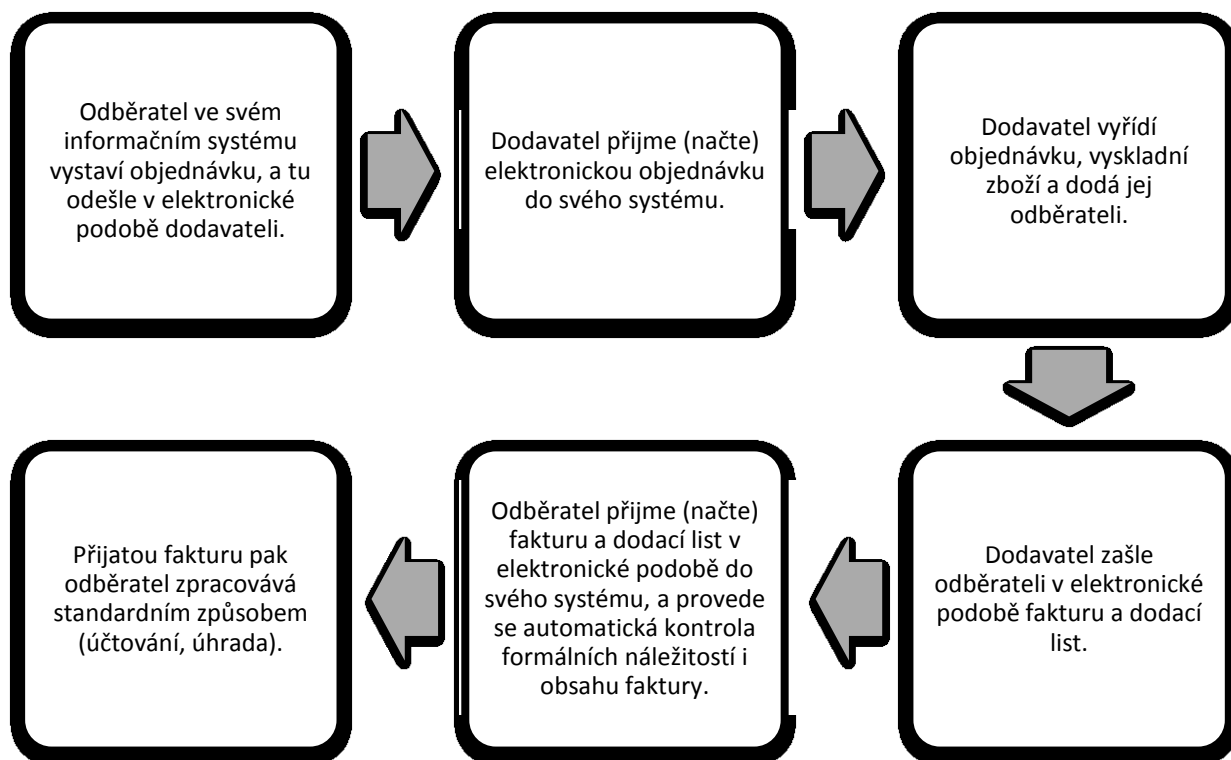 Odběratel ve svém
informačním systému
vystaví objednávku, a tu
odešle v elektronické
podobě dodavateli.
Dodavatel přijme (načte)
elektronickou objednávku
do svého systému.
Dodavatel vyřídí
objednávku, vyskladní
zboží a dodá jej
odběrateli.
Dodavatel zašle
odběrateli v elektronické
podobě fakturu a dodací
list.
Odběratel přijme (načte)
fakturu a dodací list v
elektronické podobě do
svého systému, a provede
se automatická kontrola
formálních náležitostí i
obsahu faktury.
Přijatou fakturu pak
odběratel zpracovává
standardním způsobem
(účtování, úhrada).